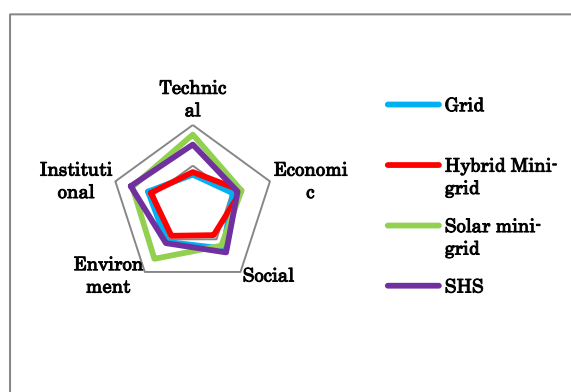 Technic
al
Economi
c
Social
Environ
ment
Instituti
onal
Grid
Hybrid Mini-
grid
Solar mini-
grid
SHS